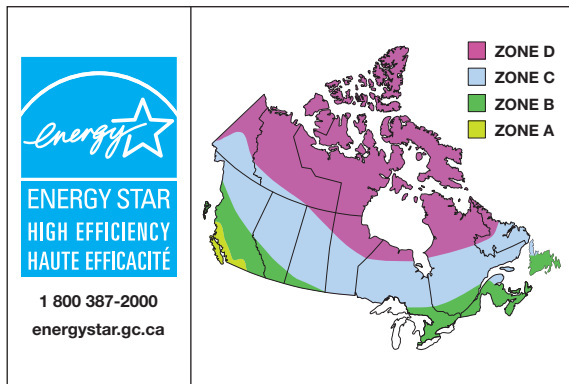 energy
ENERGY STAR
HIGH EFFICIENCY
HAUTE EFFICACITÉ
1 800 387-2000
energystar.gc.ca
ZONE D
ZONE C
ZONE B
ZONE A